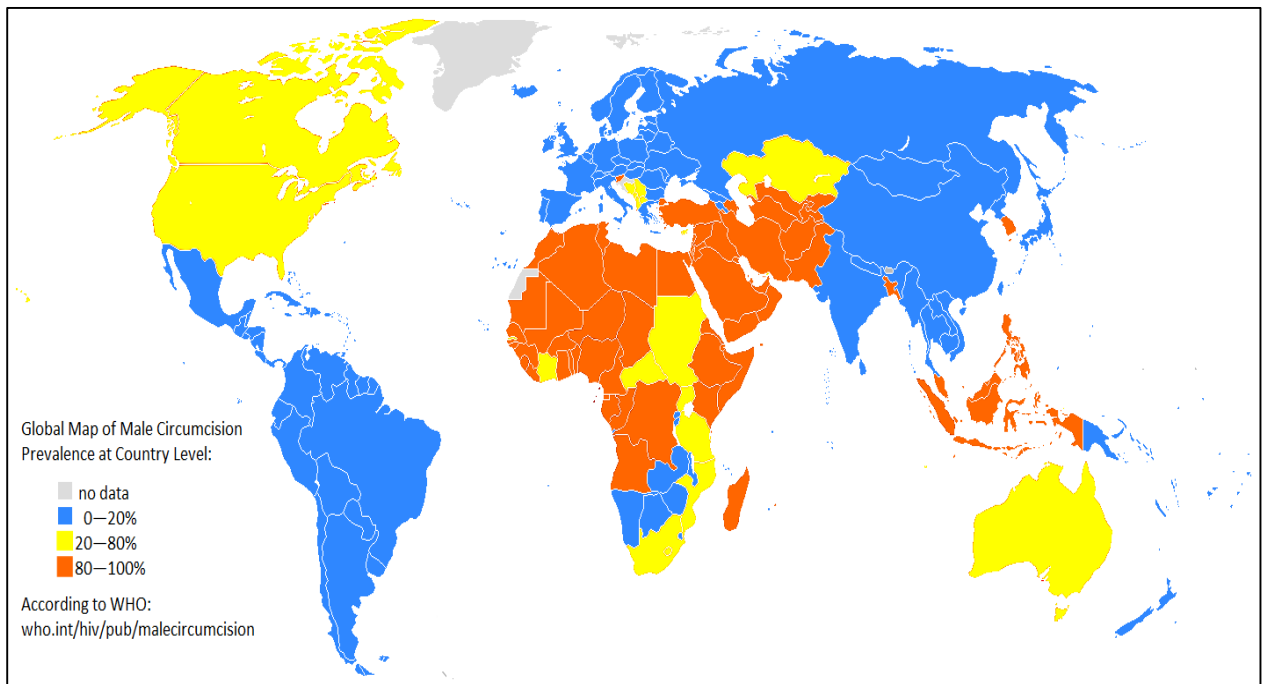 Global Map of Male Circumcision
Prevalence at Country Level:
no data
0—20%
20—80%
80—100%
According to WHO:
who.int/hiv/pub/malecircumcision